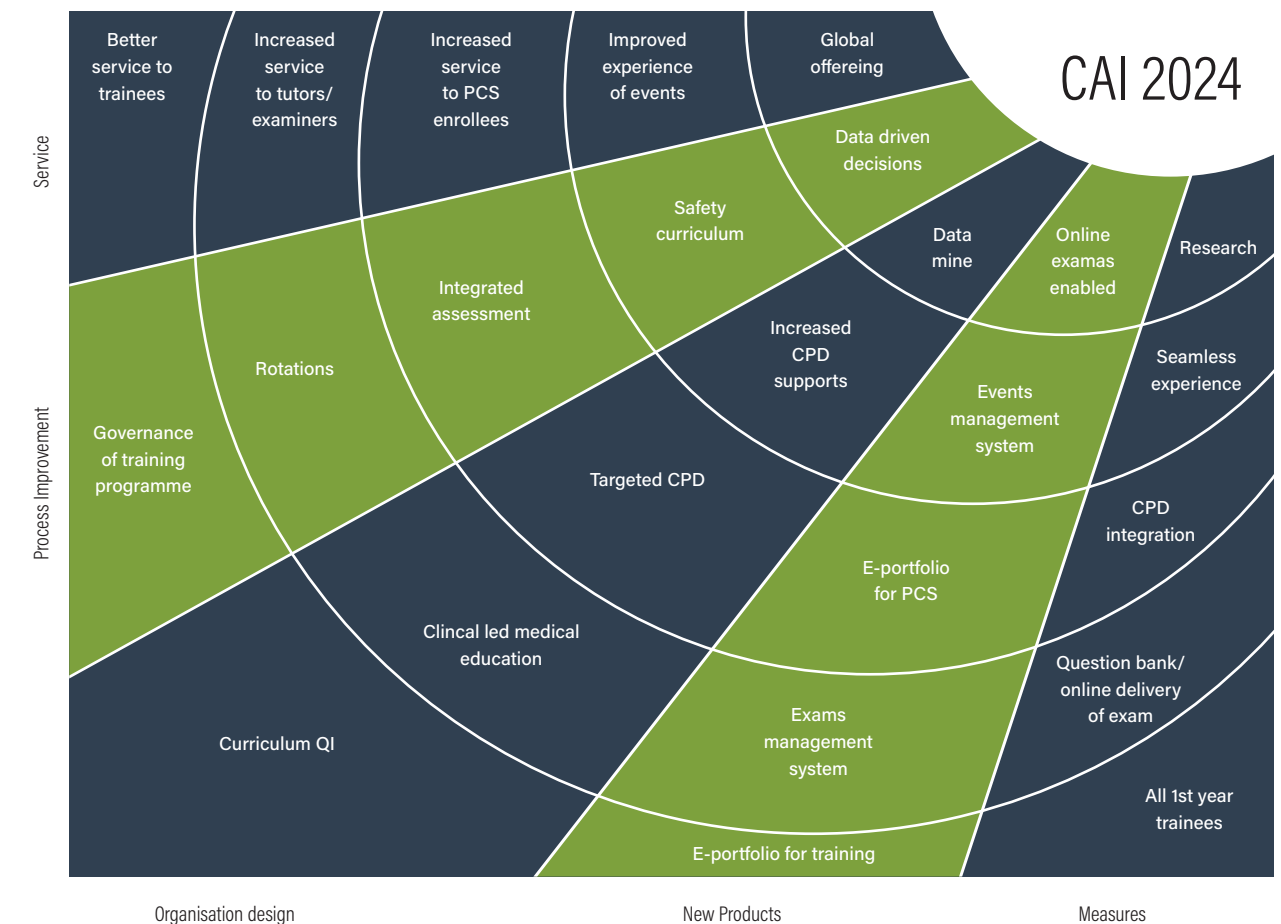 CAI 2024
Service
Better
service to
trainees
Increased
service
to tutors/
examiners
Increased
service
to PCS
enrollees
Improved
experience
of events
Global
offereing
Process Improvement
Governance
of training
programme
Rotations
Integrated
assessment
Safety
curriculum
Data driven
decisions
Curriculum QI
Clincal led medical
education
Targeted CPD
Increased
CPD
supports
Data
mine
E-portfolio for training
Exams
management
system
E-portfolio
for PCS
Events
management
system
Online
examas
enabled
All 1st year
trainees
Question bank/
online delivery
of exam
CPD
integration
Seamless
experience
Research
Organisation design
New Products
Measures